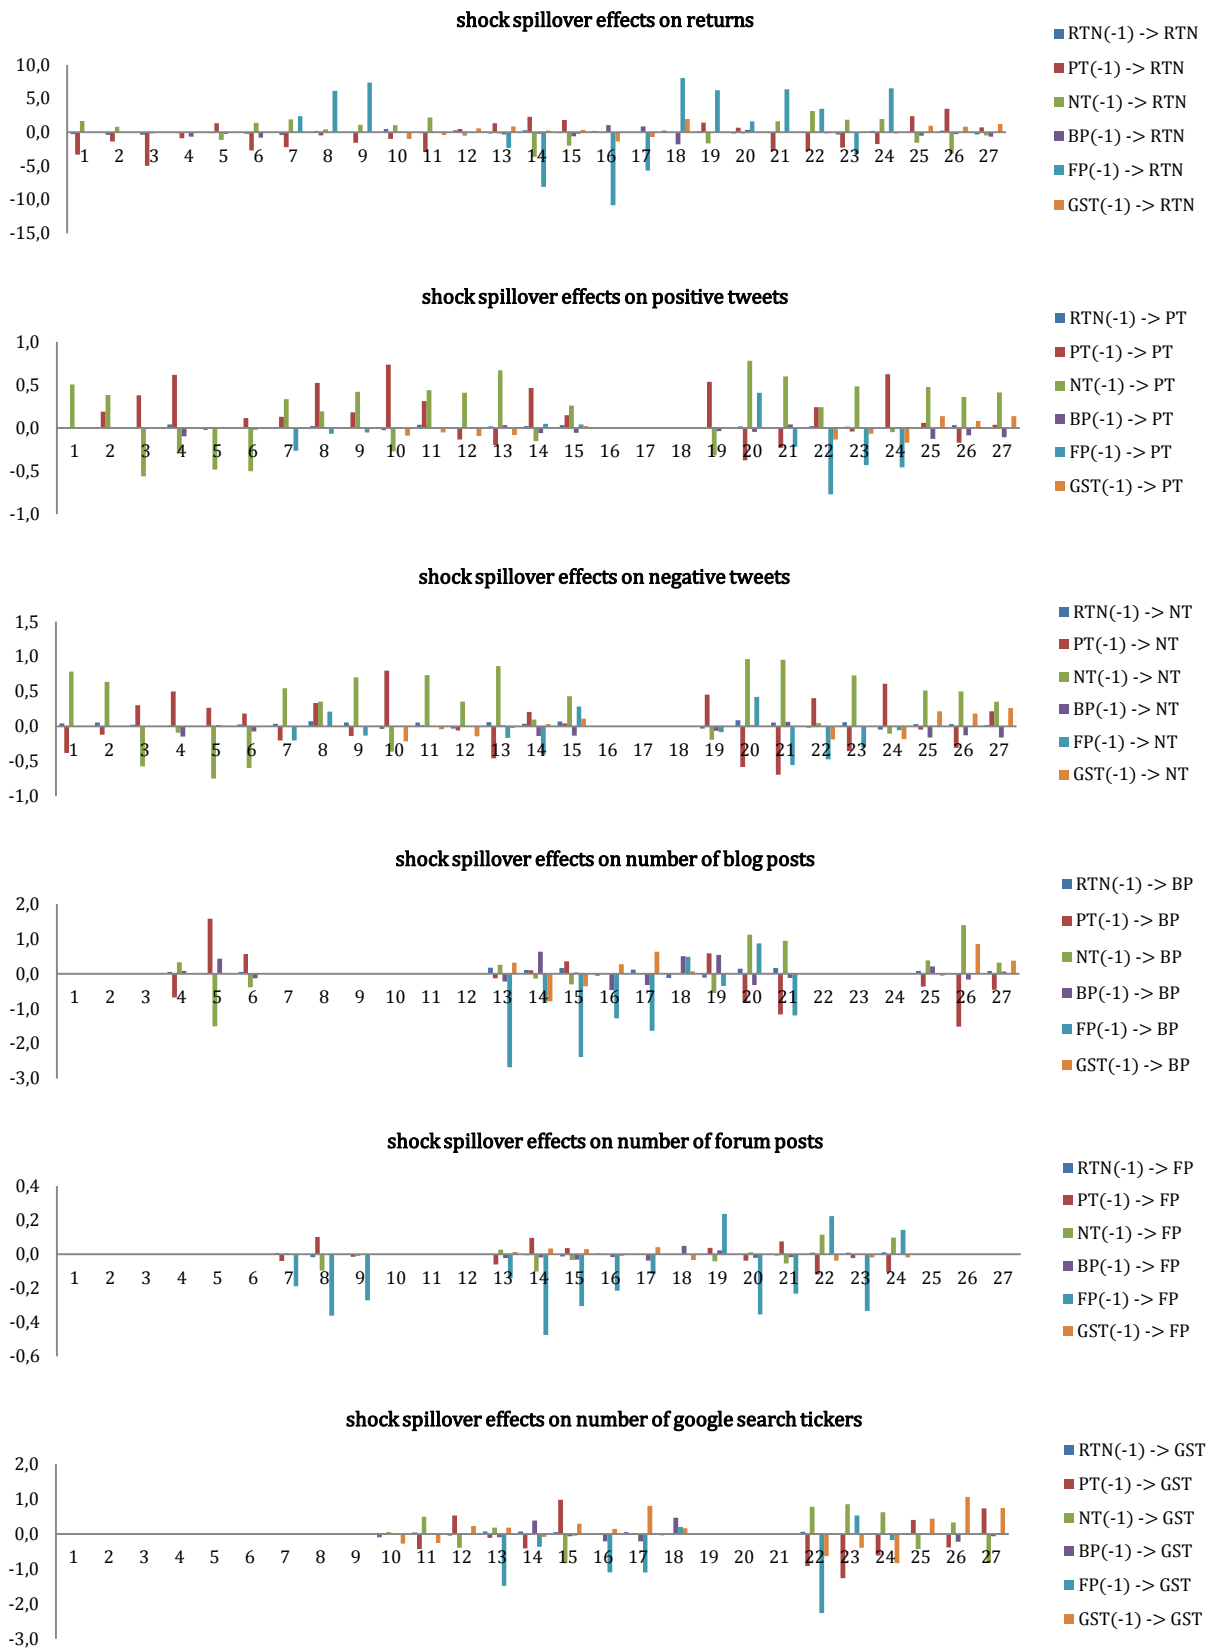 shock spillover effects on returns
10,0
5,0
0,0
-5,0
-10,0
-15,0
1 2 3 4 5 6 7 8 9 10 11 12 13 14 15 16 17 18 19 20 21 22 23 24 25 26 27
RTN(-1) -> RTN
PT(-1) -> RTN
NT(-1) -> RTN
BP(-1) -> RTN
FP(-1) -> RTN
GST(-1) -> RTN
shock spillover effects on positive tweets
1,0
0,5
0,0
-0,5
-1,0
1 2 3 4 5 6 7 8 9 10 11 12 13 14 15 16 17 18 19 20 21 22 23 24 25 26 27
RTN(-1) -> PT
PT(-1) -> PT
NT(-1) -> PT
BP(-1) -> PT
FP(-1) -> PT
GST(-1) -> PT
shock spillover effects on negative tweets
1,5
1,0
0,5
0,0
-0,5
-1,0
1 2 3 4 5 6 7 8 9 10 11 12 13 14 15 16 17 18 19 20 21 22 23 24 25 26 27
RTN(-1) -> NT
PT(-1) -> NT
NT(-1) -> NT
BP(-1) -> NT
FP(-1) -> NT
GST(-1) -> NT
shock spillover effects on number of blog posts
2,0
1,0
0,0
-1,0
-2,0
-3,0
1 2 3 4 5 6 7 8 9 10 11 12 13 14 15 16 17 18 19 20 21 22 23 24 25 26 27
RTN(-1) -> BP
PT(-1) -> BP
NT(-1) -> BP
BP(-1) -> BP
FP(-1) -> BP
GST(-1) -> BP
shock spillover effects on number of forum posts
0,4
0,2
0,0
-0,2
-0,4
-0,6
1 2 3 4 5 6 7 8 9 10 11 12 13 14 15 16 17 18 19 20 21 22 23 24 25 26 27
RTN(-1) -> FP
PT(-1) -> FP
NT(-1) -> FP
BP(-1) -> FP
FP(-1) -> FP
GST(-1) -> FP
shock spillover effects on number of google search tickers
2,0
1,0
0,0
-1,0
-2,0
-3,0
1 2 3 4 5 6 7 8 9 10 11 12 13 14 15 16 17 18 19 20 21 22 23 24 25 26 27
RTN(-1) -> GST
PT(-1) -> GST
NT(-1) -> GST
BP(-1) -> GST
FP(-1) -> GST
GST(-1) -> GST